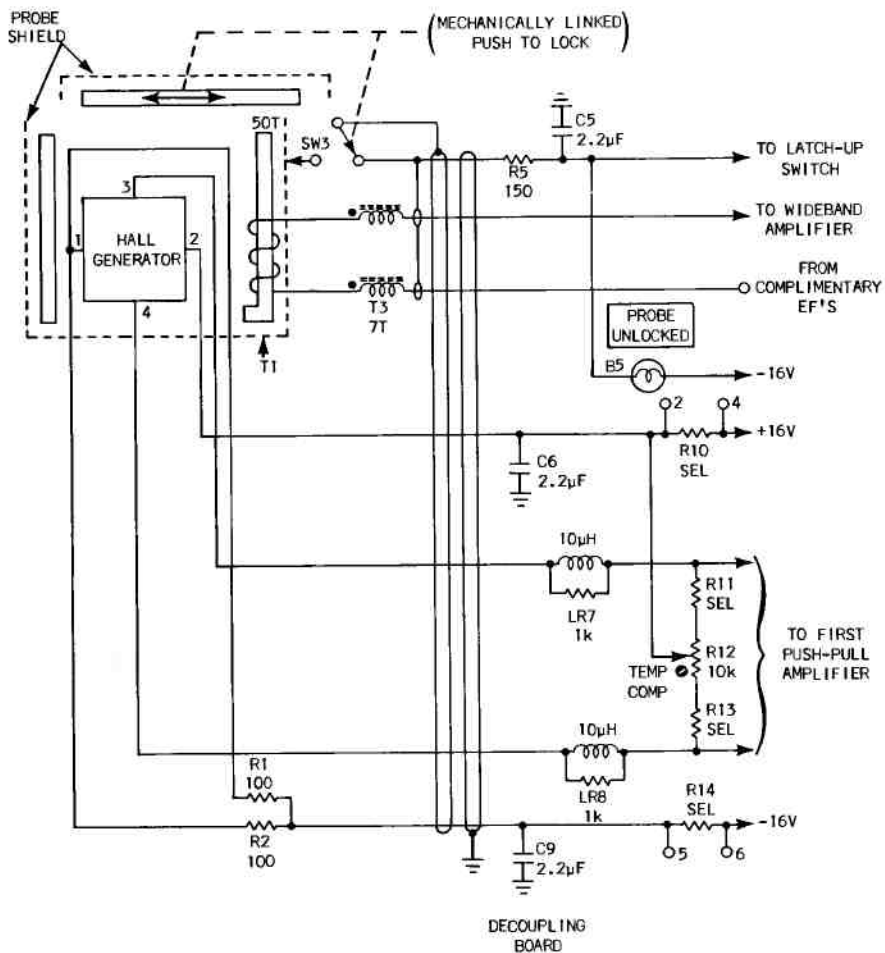 PROBE
SHIELD
(MECHANICALLY LINKED
PUSH TO LOCK)
50T
SW3
C5
2.2µF
R5
150
TO LATCH-UP
SWITCH
3
HALL
GENERATOR
1
2
4
TO WIDEBAND
AMPLIFIER
FROM
COMPLIMENTARY
EF'S
T3
7T
T1
PROBE
UNLOCKED
B5
-16V
2
4
+16V
R10
SEL
C6
2.2µF
10µH
LR7
1k
R11
SEL
R12
10k
TEMP
COMP
R13
SEL
TO FIRST
PUSH-PULL
AMPLIFIER
10µH
LR8
1k
R1
100
R2
100
R14
SEL
-16V
5
6
C9
2.2µF
DECOUPLING
BOARD